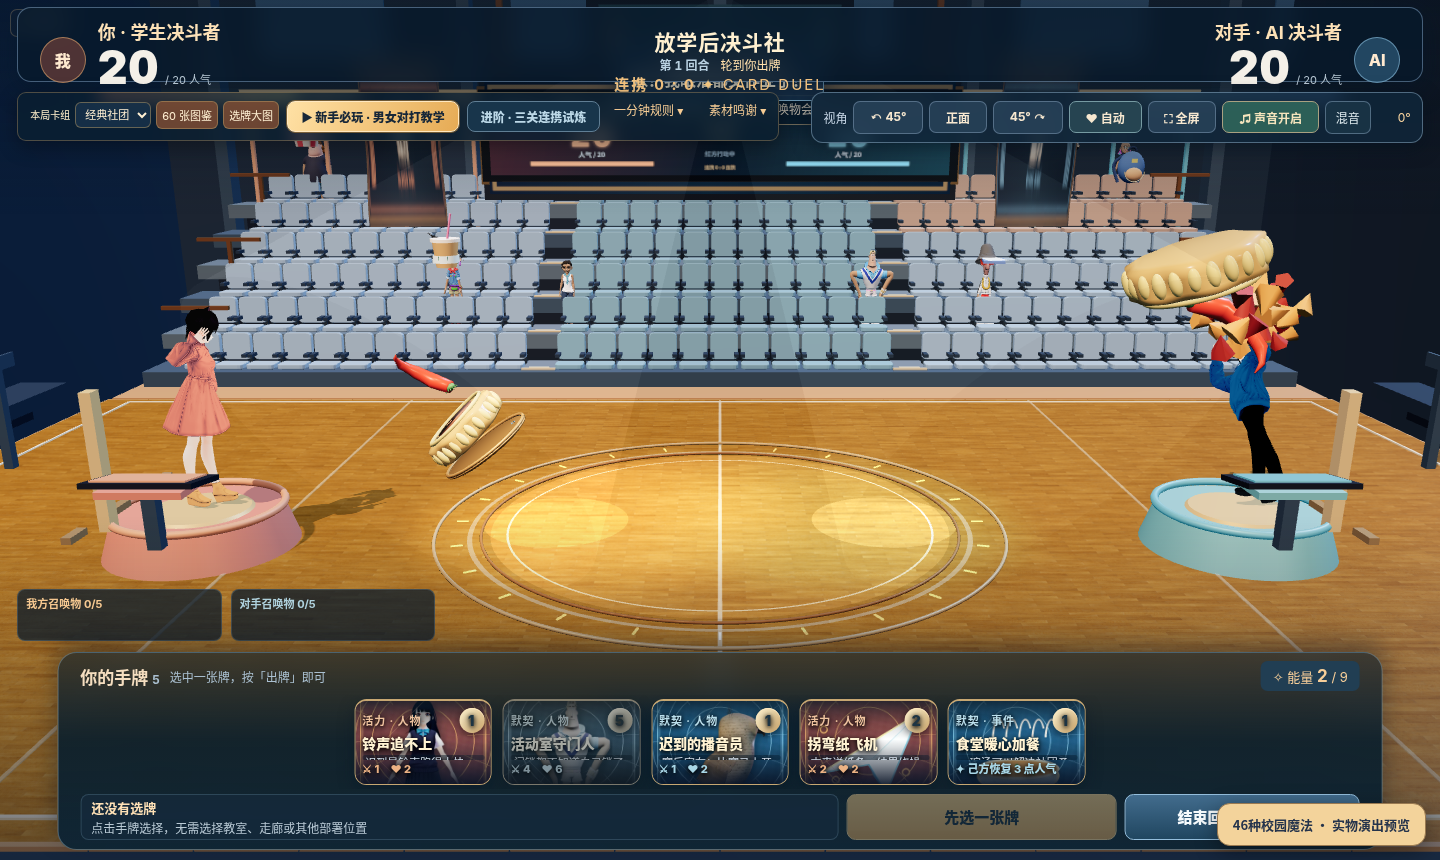 我
你 · 学生决斗者
20 / 20 人气
放学后决斗社
第 1 回合 轮到你出牌
对手 · AI 决斗者
20 / 20 人气
AI
本局卡组
经典社团
60 张图鉴
选牌大图
▶ 新手必玩 · 男女对打教学
进阶 · 三关连携试炼
一分钟规则 ▾
素材鸣谢 ▾
唤物会
视角
↶ 45°
正面
45° ↷
♥ 自动
⛶ 全屏
♫ 声音开启
混音
0°
人气 / 20
人气 / 20
我方召唤物 0/5
对手召唤物 0/5
你的手牌 5 选中一张牌，按「出牌」即可
✧ 能量 2 / 9
活力 · 人物 1
铃声追不上
⚔ 1 ♥ 2
默契 · 人物 5
活动室守门人
⚔ 4 ♥ 6
默契 · 人物 1
迟到的播音员
⚔ 1 ♥ 2
活力 · 人物 2
拐弯纸飞机
⚔ 2 ♥ 2
默契 · 事件 1
食堂暖心加餐
✦ 己方恢复 3 点人气
还没有选牌
点击手牌选择，无需选择教室、走廊或其他部署位置
先选一张牌
结束回
46种校园魔法 · 实物演出预览